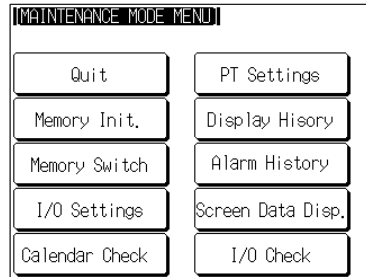 [MAINTENANCE MODE MENU]
Quit
PT Settings
Memory Init.
Display Hisory
Memory Switch
Alarm History
I/O Settings
Screen Data Disp.
Calendar Check
I/O Check